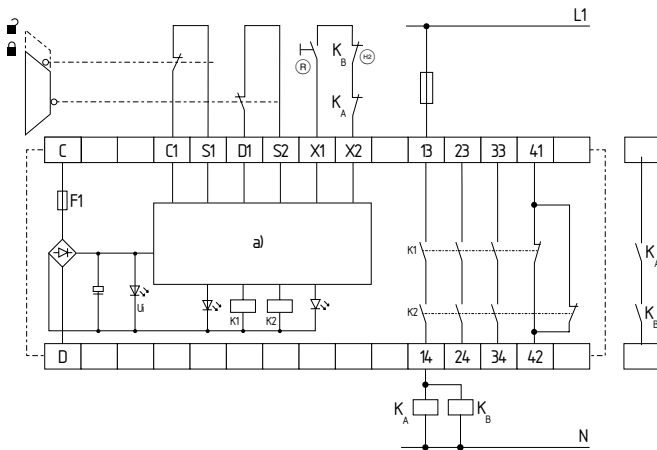 L1
R
K B
H2
K A
C C1 S1 D1 S2 X1 X2 13 23 33 41
F1
a)
K1
K A
Ui
K1 K2
K2
K B
D 14 24 34 42
K A K B
N